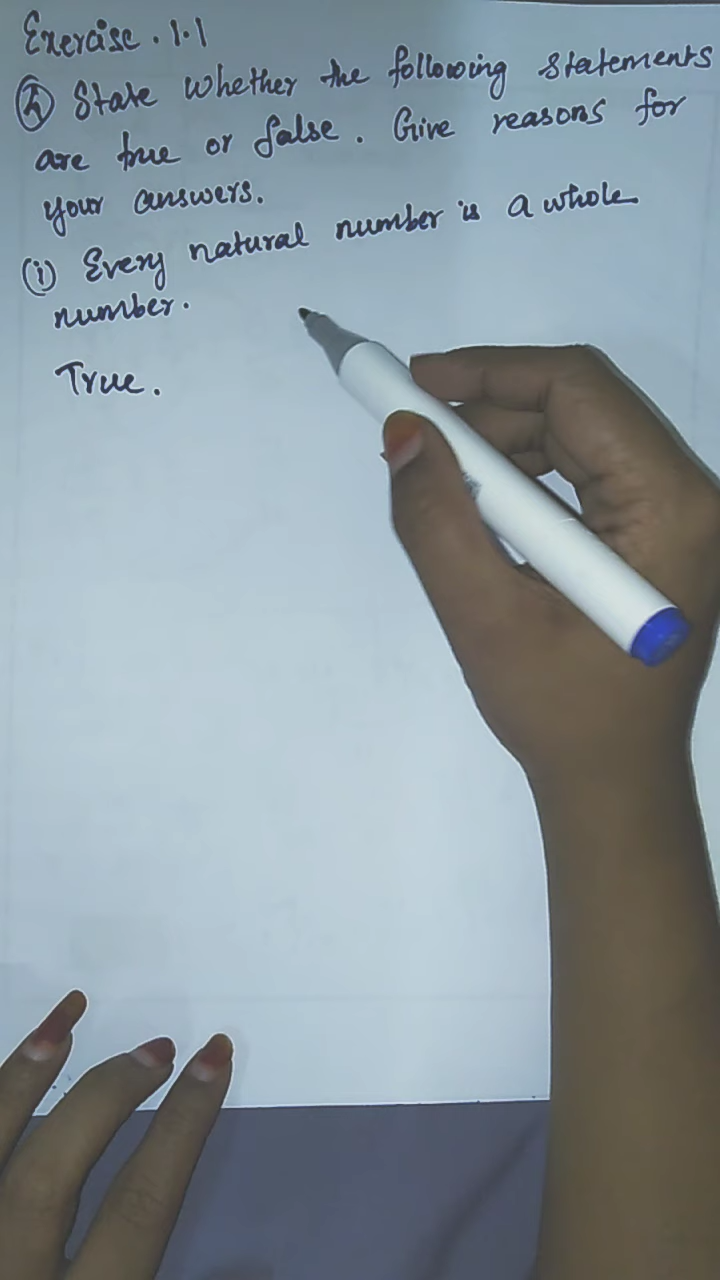 Exercise . 1.1
④ State whether the following statements
are true or false. Give reasons for
your answers.
(i) Every natural number is a whole
number.
True.